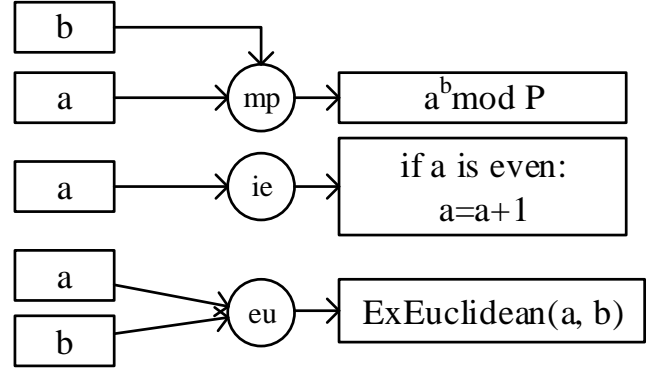 b
a
mp
a^b mod P
a
ie
if a is even:
a=a+1
a
b
eu
ExEuclidean(a, b)